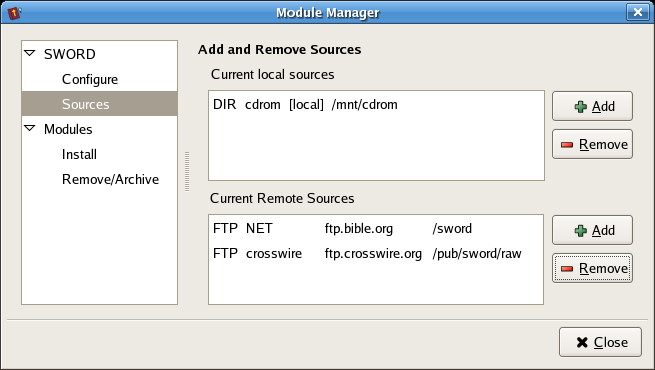 Module Manager
SWORD
Configure
Sources
Modules
Install
Remove/Archive
Add and Remove Sources
Current local sources
DIR cdrom [local] /mnt/cdrom
Add
Remove
Current Remote Sources
FTP NET ftp.bible.org /sword
FTP crosswire ftp.crosswire.org /pub/sword/raw
Add
Remove
Close